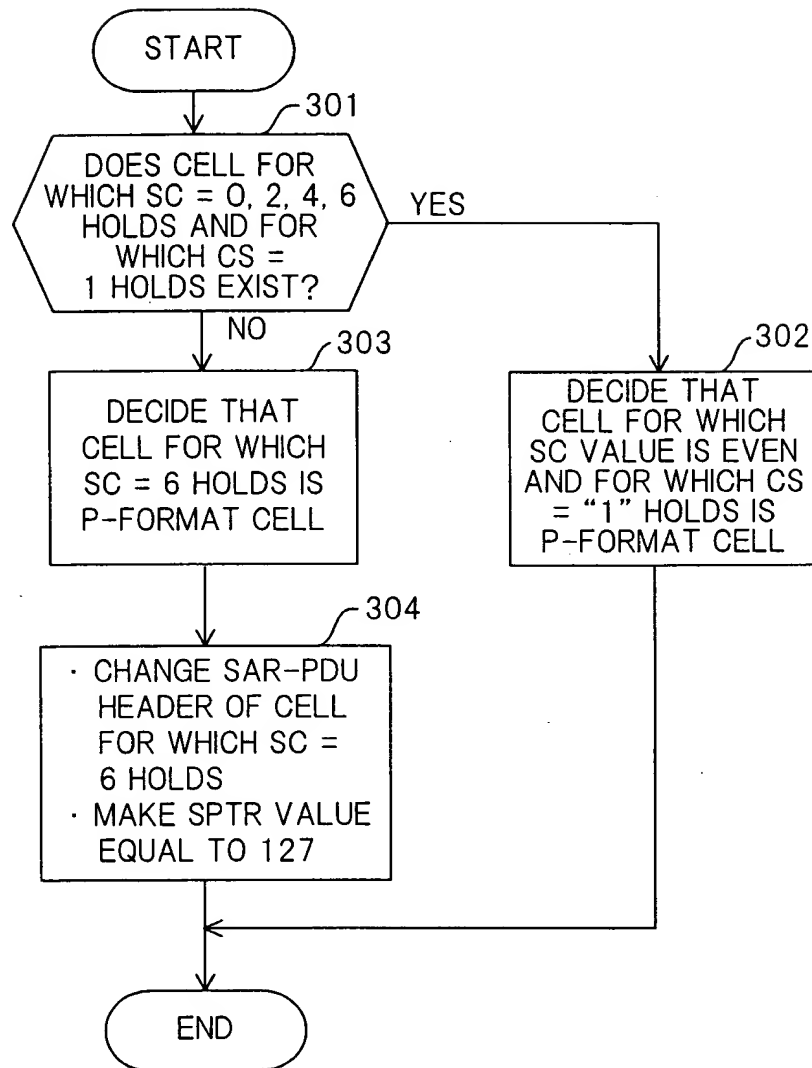 START
301
DOES CELL FOR
WHICH SC = 0, 2, 4, 6
HOLDS AND FOR
WHICH CS =
1 HOLDS EXIST?
YES
NO
303
DECIDE THAT
CELL FOR WHICH
SC = 6 HOLDS IS
P-FORMAT CELL
302
DECIDE THAT
CELL FOR WHICH
SC VALUE IS EVEN
AND FOR WHICH CS
= “1” HOLDS IS
P-FORMAT CELL
304
· CHANGE SAR-PDU
HEADER OF CELL
FOR WHICH SC =
6 HOLDS
· MAKE SPTR VALUE
EQUAL TO 127
END